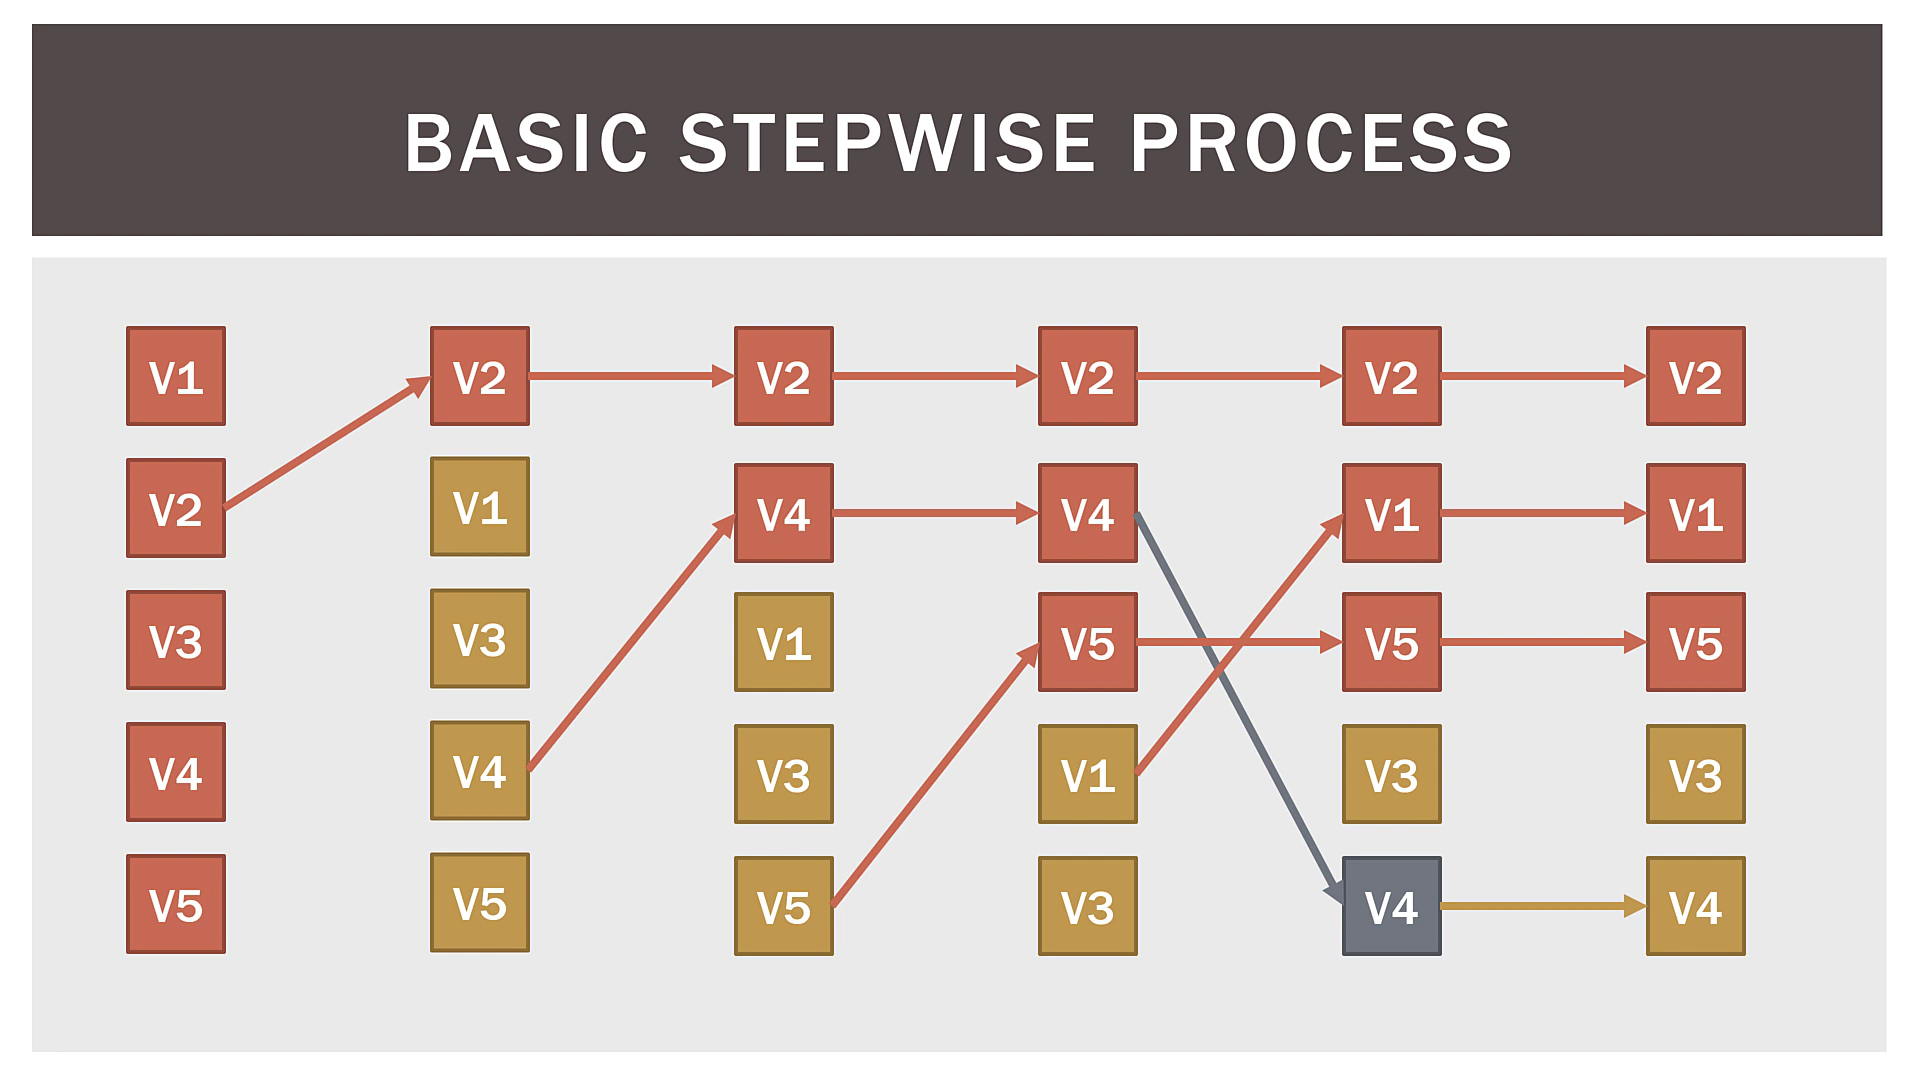 BASIC STEPWISE PROCESS
V1 V2 V2 V2 V2 V2
V2 V1 V4 V4 V1 V1
V3 V3 V1 V5 V5 V5
V4 V4 V3 V1 V3 V3
V5 V5 V5 V3 V4 V4